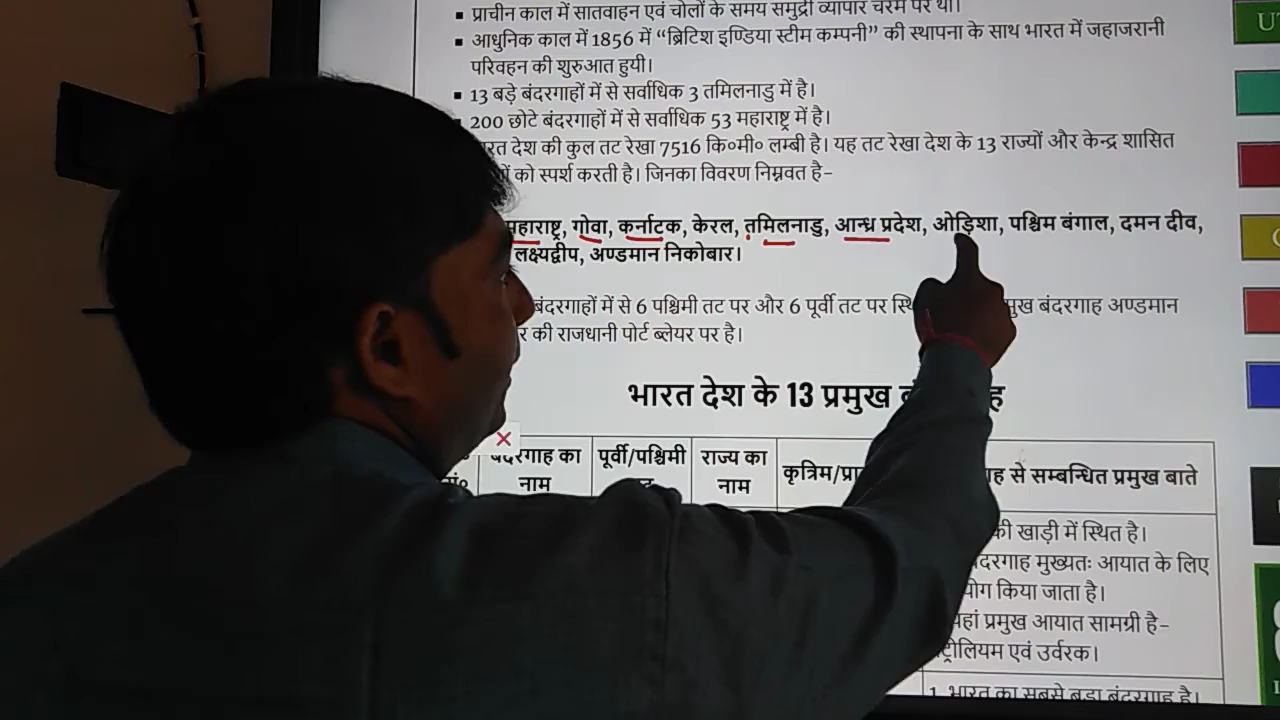 ▪ प्राचीन काल में सातवाहन एवं चोलों के समय समुद्री व्यापार चरम पर था।
▪ आधुनिक काल में 1856 में “ब्रिटिश इण्डिया स्टीम कम्पनी” की स्थापना के साथ भारत में जहाजरानी
परिवहन की शुरुआत हुयी।
▪ 13 बड़े बंदरगाहों में से सर्वाधिक 3 तमिलनाडु में है।
200 छोटे बंदरगाहों में से सर्वाधिक 53 महाराष्ट्र में है।
देश की कुल तट रेखा 7516 कि०मी० लम्बी है। यह तट रेखा देश के 13 राज्यों और केन्द्र शासित
को स्पर्श करती है। जिनका विवरण निम्नवत है-
महाराष्ट्र, गोवा, कर्नाटक, केरल, तमिलनाडु, आन्ध्र प्रदेश, ओड़िशा, पश्चिम बंगाल, दमन दीव,
लक्ष्यद्वीप, अण्डमान निकोबार।
बंदरगाहों में से 6 पश्चिमी तट पर और 6 पूर्वी तट पर बंदरगाह अण्डमान
की राजधानी पोर्ट ब्लेयर पर है।
भारत देश के 13 प्रमुख
बंदरगाह का नाम
पूर्वी/पश्चिमी
राज्य का नाम
कृत्रिम/
से सम्बन्धित प्रमुख बाते
की खाड़ी में स्थित है।
मुख्यतः आयात के लिए
किया जाता है।
प्रमुख आयात सामग्री है-
एवं उर्वरक।
1. भारत का सबसे बड़ा बंदरगाह है।